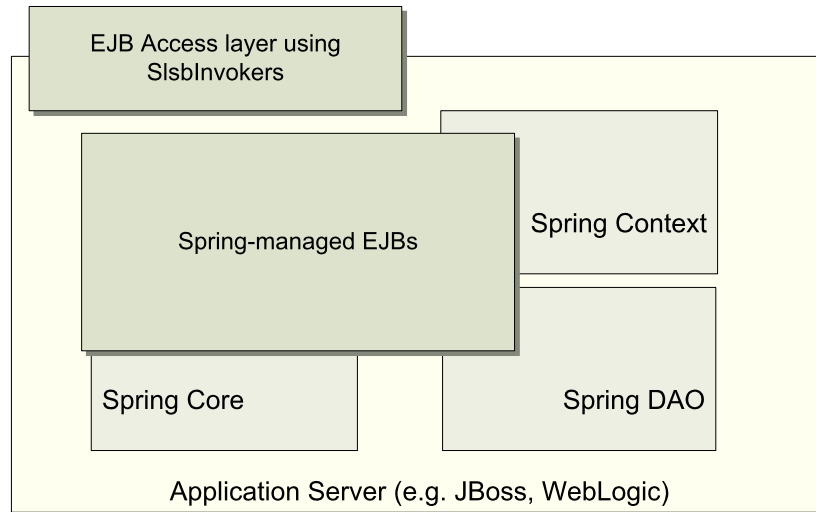 EJB Access layer using
SlsbInvokers
Spring-managed EJBs
Spring Context
Spring Core
Spring DAO
Application Server (e.g. JBoss, WebLogic)